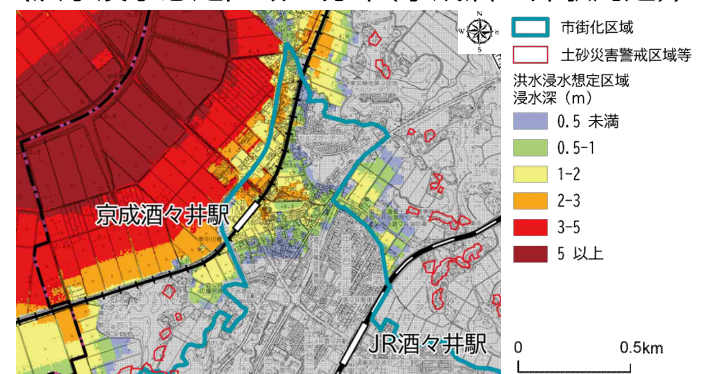 市街化区域
土砂災害警戒区域等
洪水浸水想定区域
浸水深（m）
0.5 未満
0.5-1
1-2
2-3
3-5
5 以上
N
W
E
S
京成酒々井駅
JR酒々井駅
0
0.5km